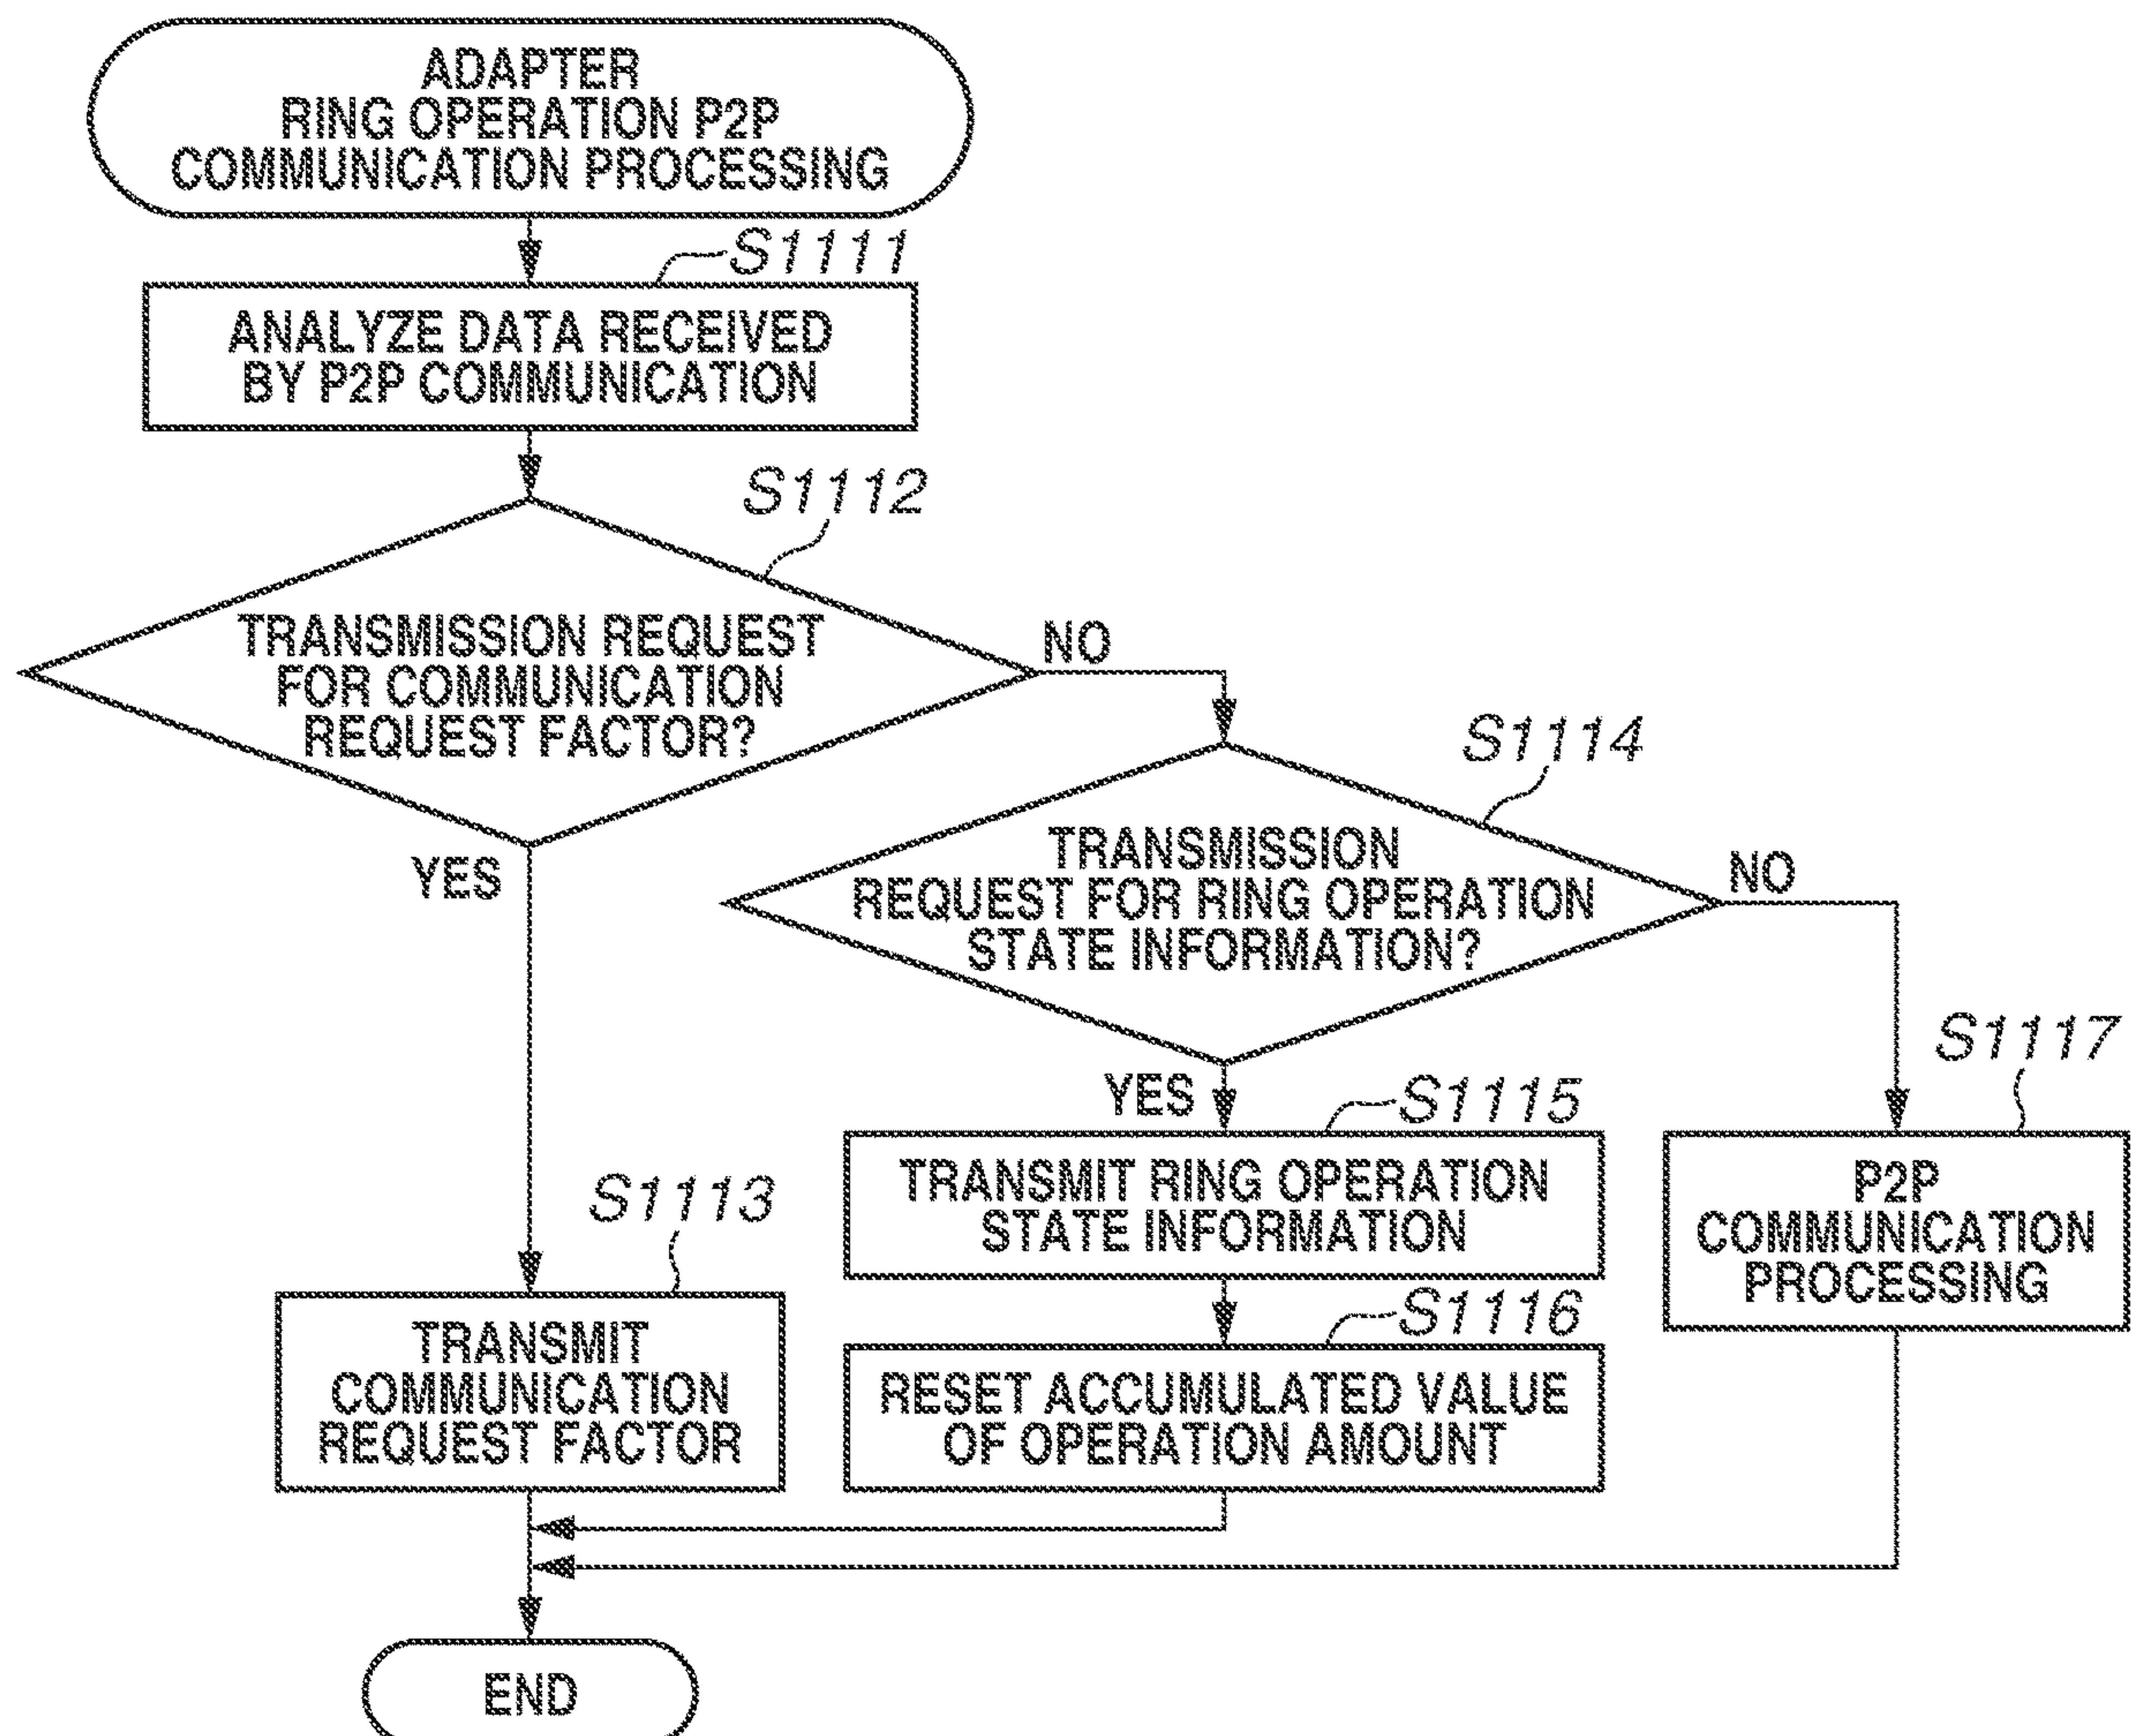 ADAPTER
RING OPERATION P2P
COMMUNICATION PROCESSING
S1111
ANALYZE DATA RECEIVED
BY P2P COMMUNICATION
S1112
TRANSMISSION REQUEST
FOR COMMUNICATION
REQUEST FACTOR?
NO
YES
S1114
TRANSMISSION
REQUEST FOR RING OPERATION
STATE INFORMATION?
NO
YES
S1113
TRANSMIT
COMMUNICATION
REQUEST FACTOR
S1115
TRANSMIT RING OPERATION
STATE INFORMATION
S1116
RESET ACCUMULATED VALUE
OF OPERATION AMOUNT
S1117
P2P
COMMUNICATION
PROCESSING
END